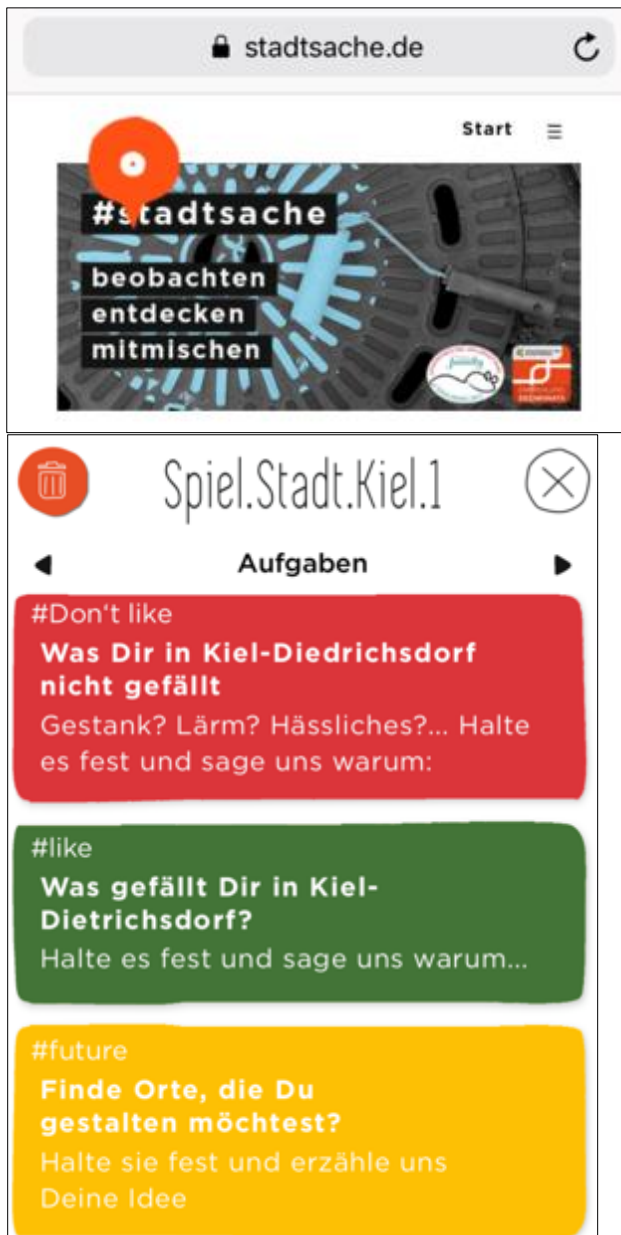 stadtsache.de
Start
#stadtsache
beobachten
entdecken
mitmischen
Spiel.Stadt.Kiel.1
Aufgaben
#Don't like
Was Dir in Kiel-Diedrichsdorf
nicht gefällt
Gestank? Lärm? Hässliches?... Halte
es fest und sage uns warum:
#like
Was gefällt Dir in Kiel-
Dietrichsdorf?
Halte es fest und sage uns warum...
#future
Finde Orte, die Du
gestalten möchtest?
Halte sie fest und erzähle uns
Deine Idee